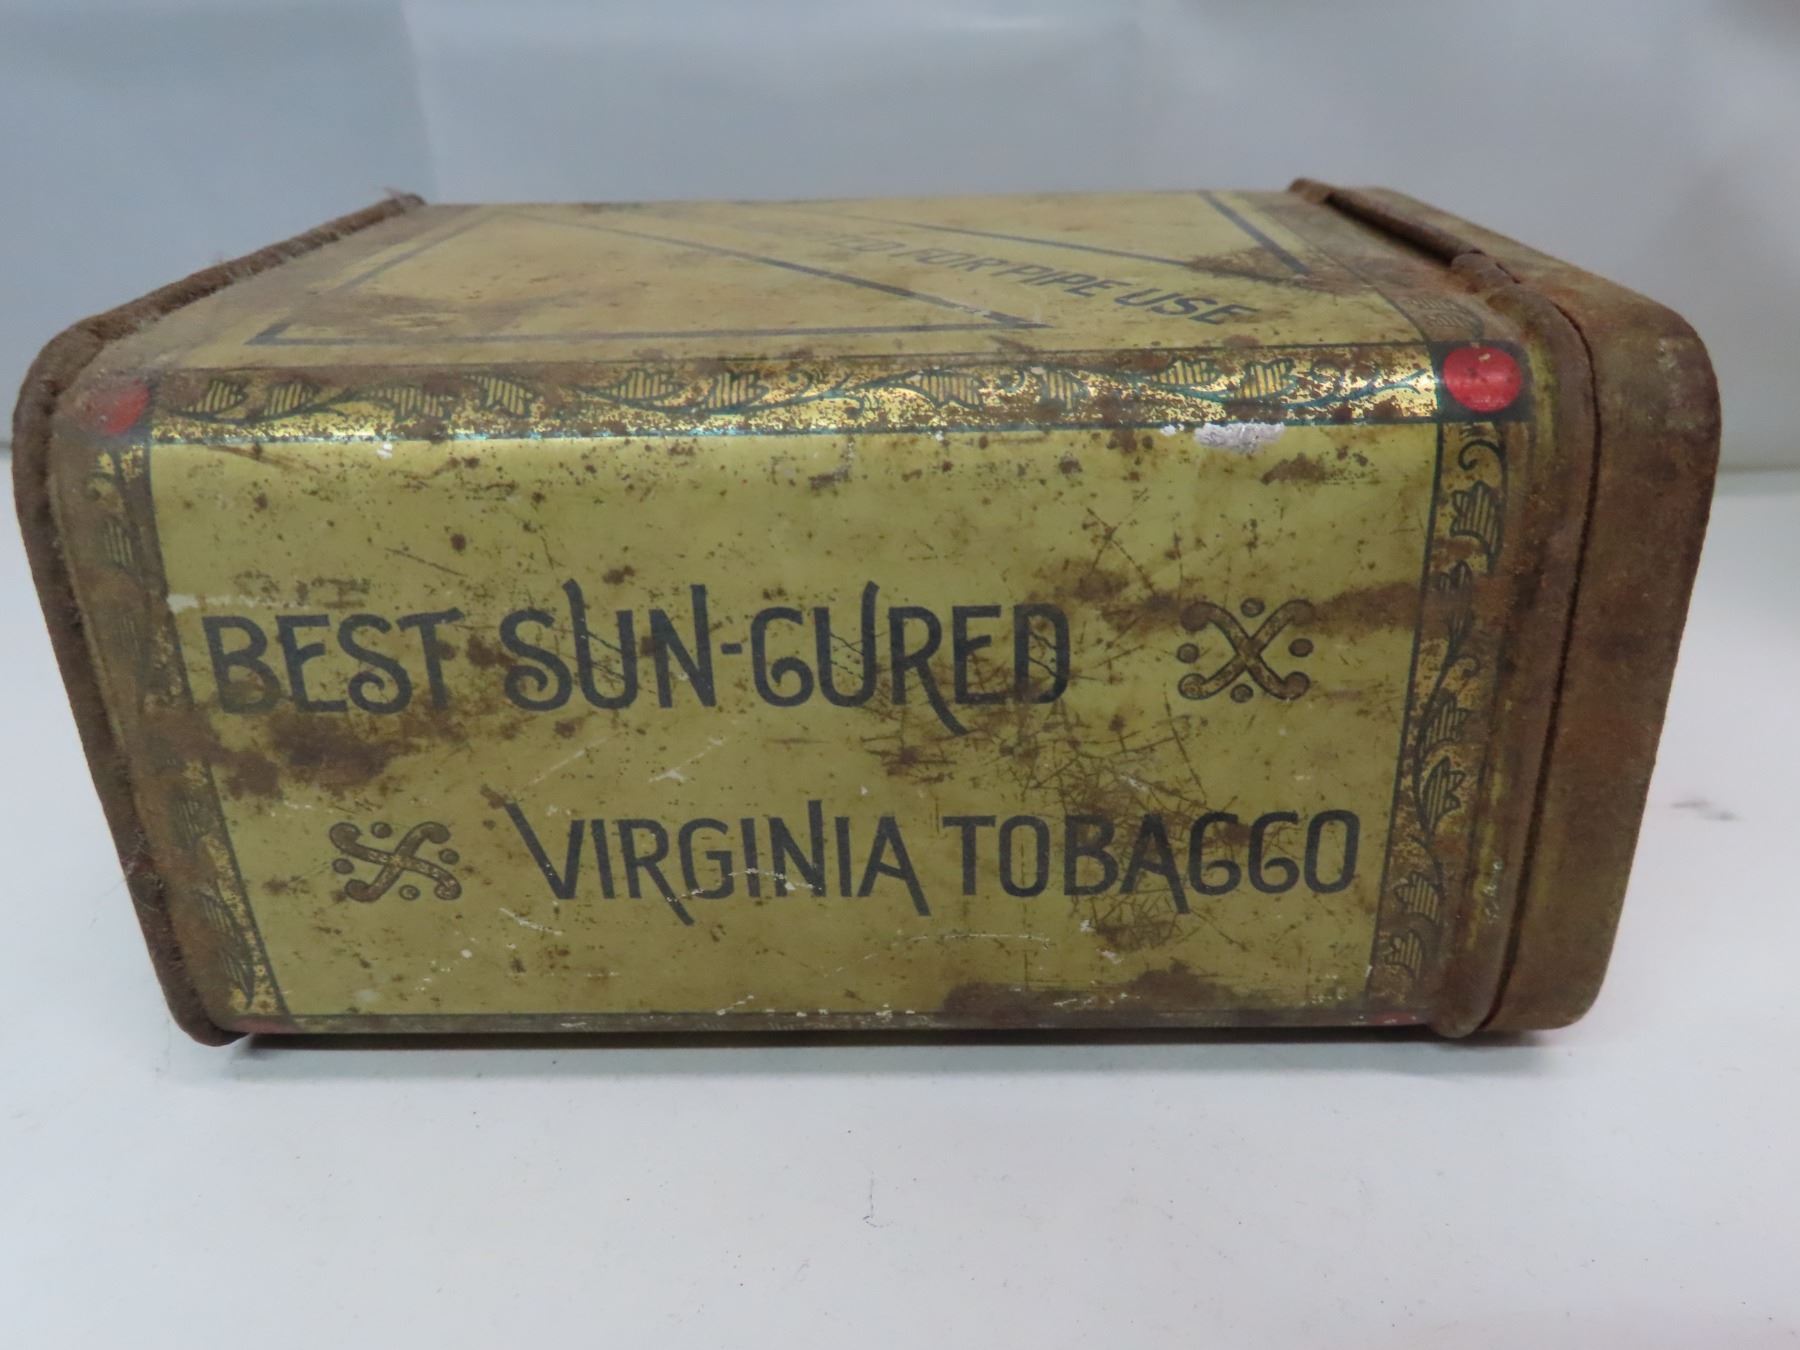 FOR PIPE USE
BEST SUN-CURED
VIRGINIA TOBACCO